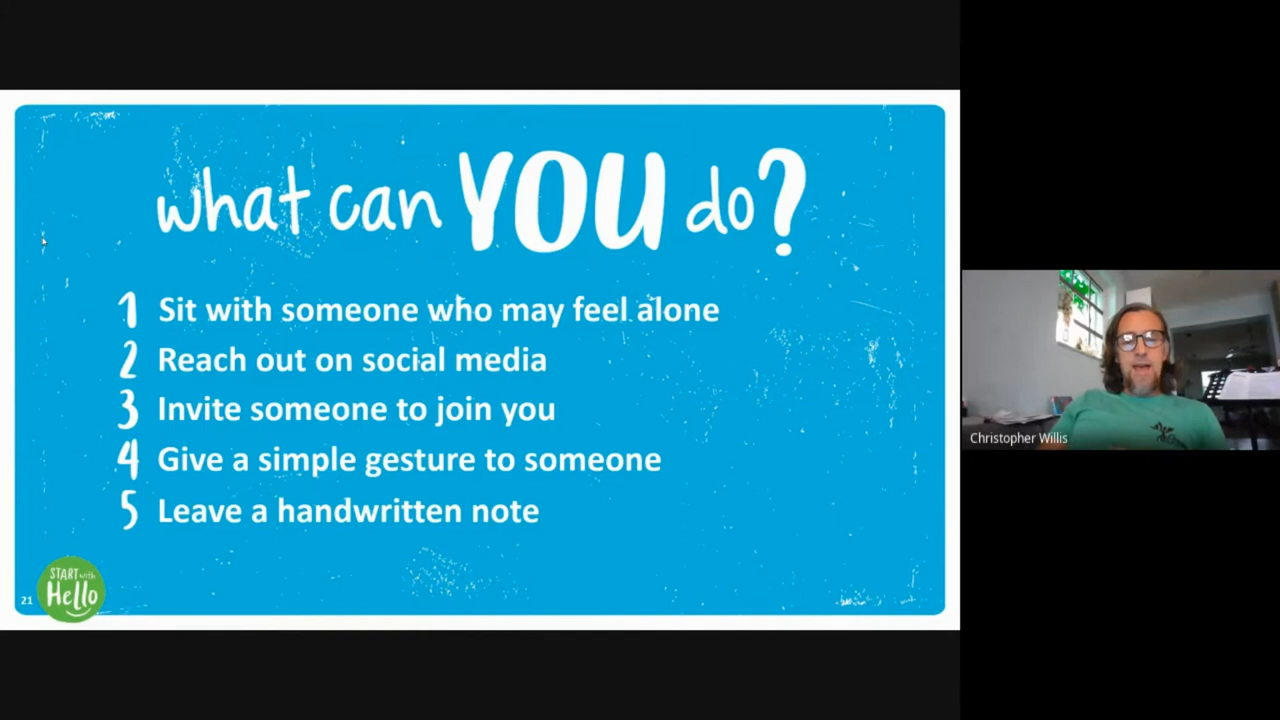 what can YOU do?
1 Sit with someone who may feel alone
2 Reach out on social media
3 Invite someone to join you
4 Give a simple gesture to someone
5 Leave a handwritten note
21
START with
Hello
Christopher Willis